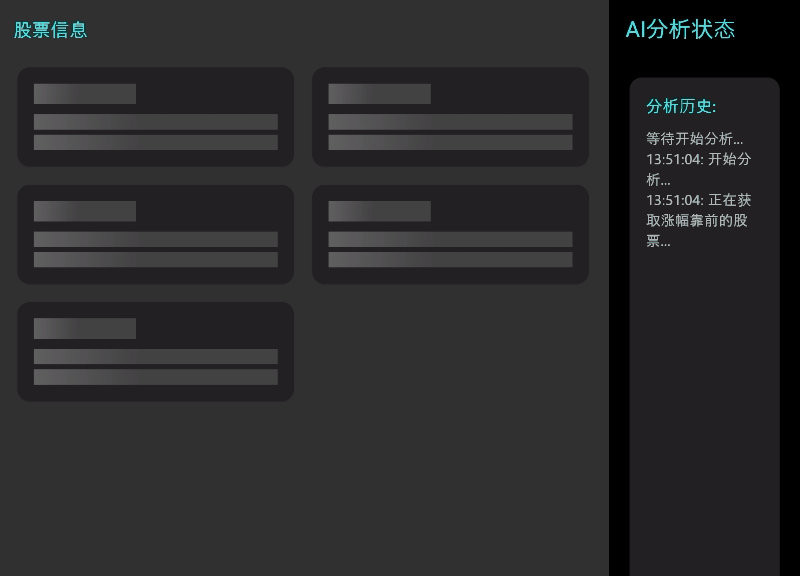 股票信息
AI分析状态
分析历史:
等待开始分析...
13:51:04: 开始分
析...
13:51:04: 正在获
取涨幅靠前的股
票...